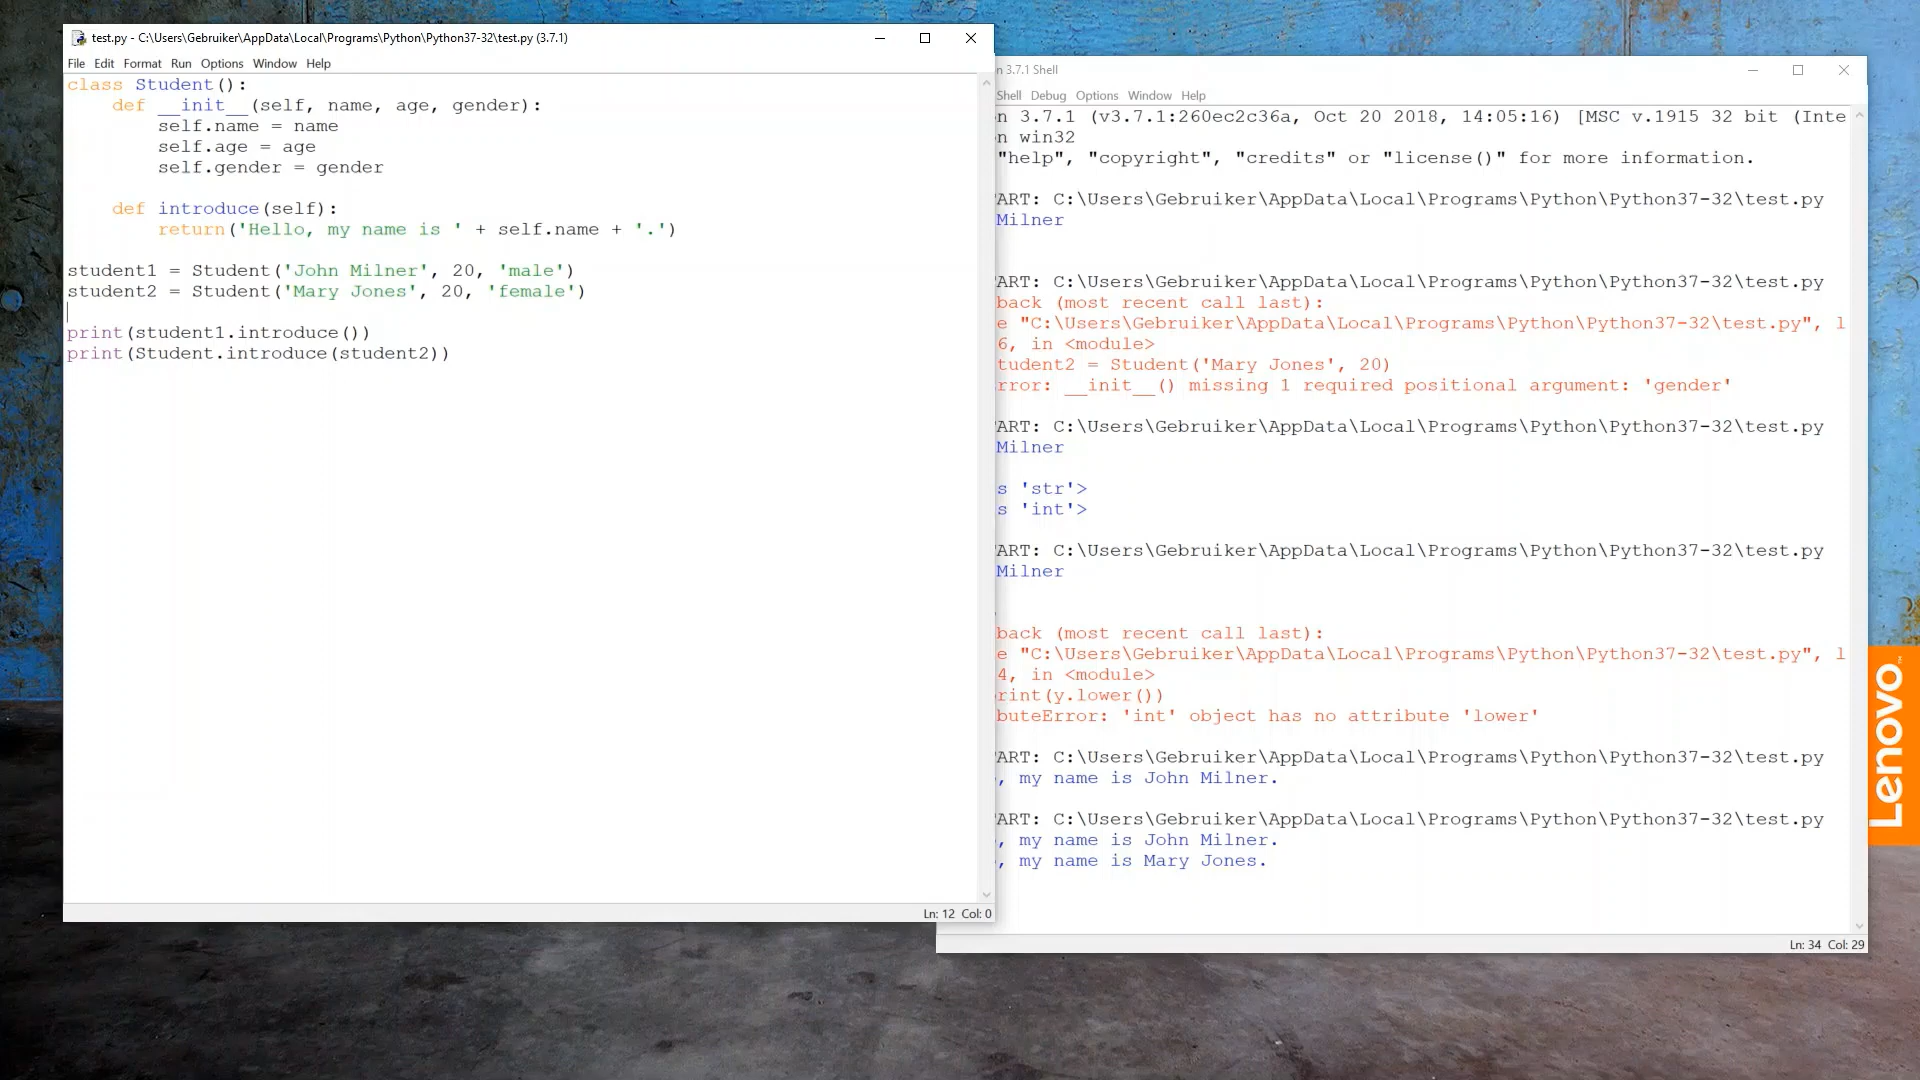 test.py - C:\Users\Gebruiker\AppData\Local\Programs\Python\Python37-32\test.py (3.7.1)
File Edit Format Run Options Window Help
class Student():
    def __init__(self, name, age, gender):
        self.name = name
        self.age = age
        self.gender = gender
    def introduce(self):
        return('Hello, my name is ' + self.name + '.')
student1 = Student('John Milner', 20, 'male')
student2 = Student('Mary Jones', 20, 'female')
print(student1.introduce())
print(Student.introduce(student2))
Ln: 12 Col: 0
n 3.7.1 Shell
Shell Debug Options Window Help
n 3.7.1 (v3.7.1:260ec2c36a, Oct 20 2018, 14:05:16) [MSC v.1915 32 bit (Inte
n win32
"help", "copyright", "credits" or "license()" for more information.
ART: C:\Users\Gebruiker\AppData\Local\Programs\Python\Python37-32\test.py
Milner
ART: C:\Users\Gebruiker\AppData\Local\Programs\Python\Python37-32\test.py
back (most recent call last):
e "C:\Users\Gebruiker\AppData\Local\Programs\Python\Python37-32\test.py", l
6, in <module>
tudent2 = Student('Mary Jones', 20)
rror: __init__() missing 1 required positional argument: 'gender'
ART: C:\Users\Gebruiker\AppData\Local\Programs\Python\Python37-32\test.py
Milner
s 'str'>
s 'int'>
ART: C:\Users\Gebruiker\AppData\Local\Programs\Python\Python37-32\test.py
Milner
back (most recent call last):
e "C:\Users\Gebruiker\AppData\Local\Programs\Python\Python37-32\test.py", l
4, in <module>
rint(y.lower())
buteError: 'int' object has no attribute 'lower'
ART: C:\Users\Gebruiker\AppData\Local\Programs\Python\Python37-32\test.py
, my name is John Milner.
ART: C:\Users\Gebruiker\AppData\Local\Programs\Python\Python37-32\test.py
, my name is John Milner.
, my name is Mary Jones.
Ln: 34 Col: 29
Lenovo